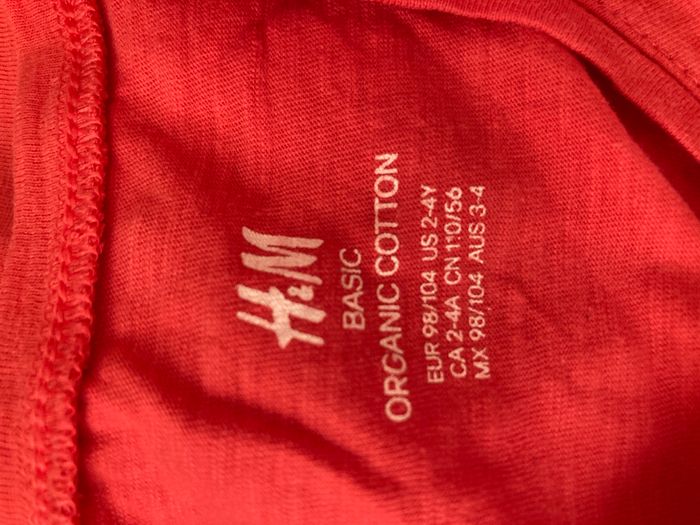 H&M
BASIC
ORGANIC COTTON
EUR 98/104 US 2-4Y
CA 2-4A CN 110/56
MX 98/104 AUS 3-4